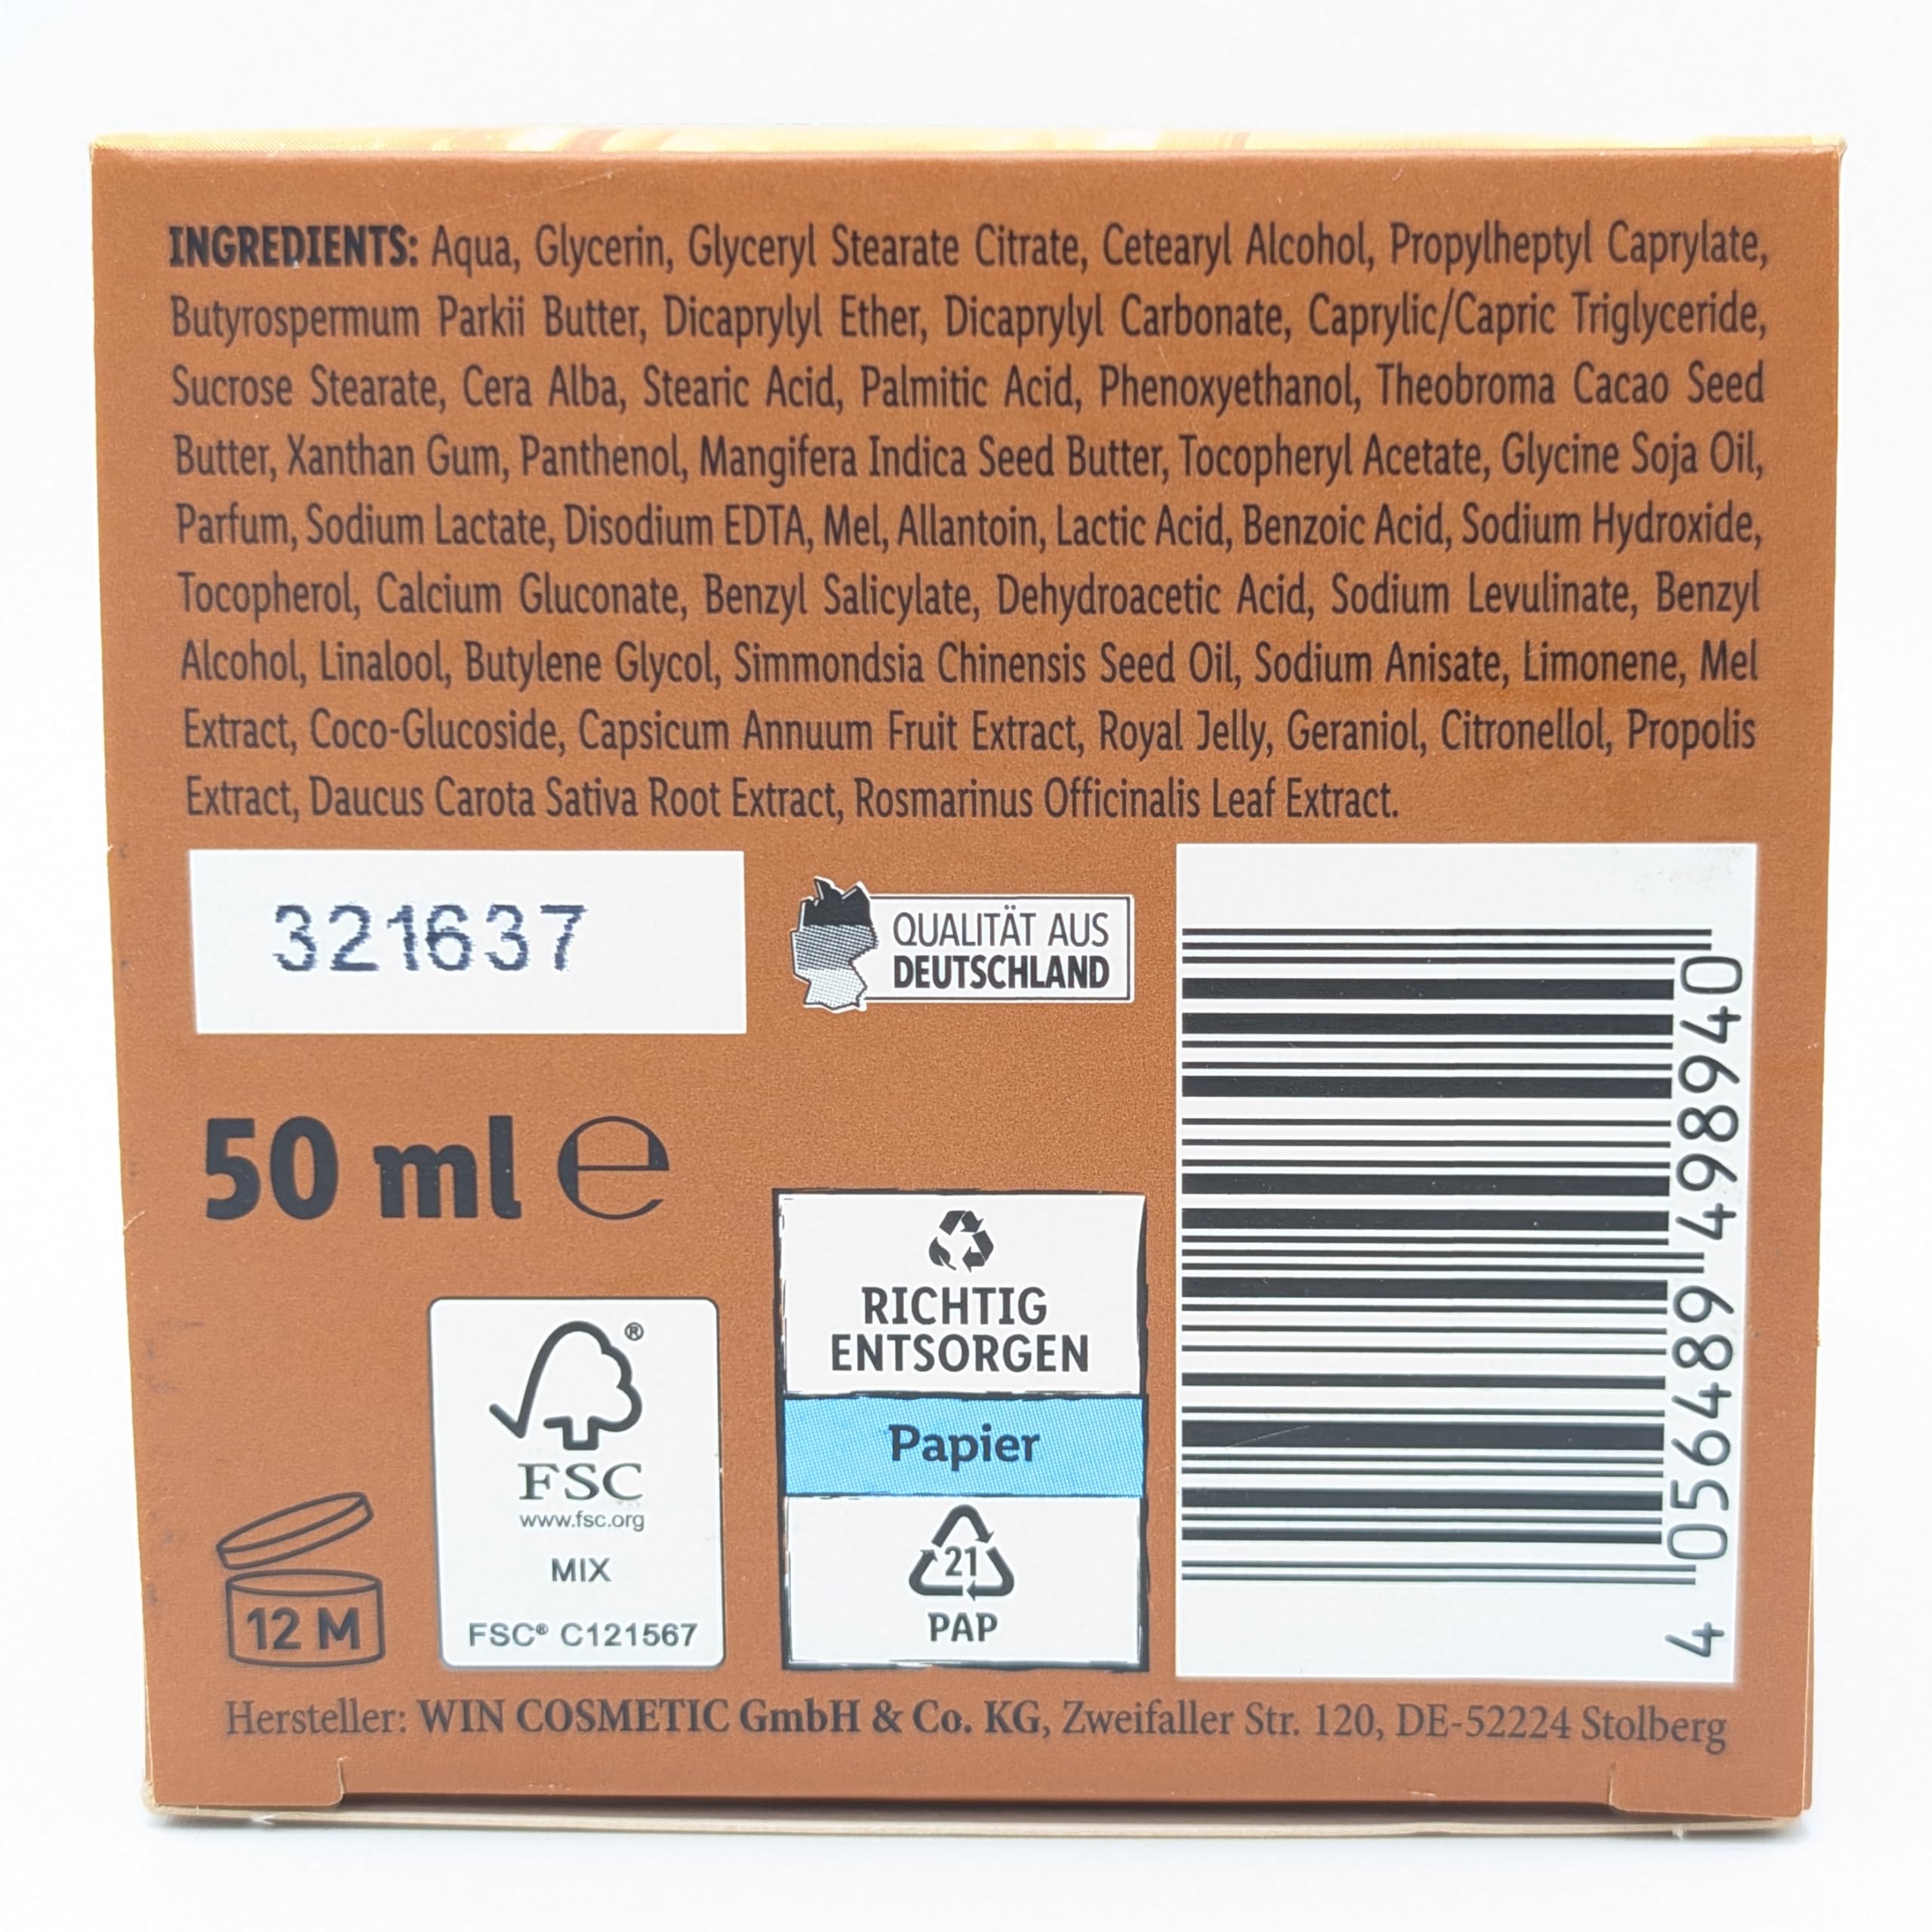 INGREDIENTS: Aqua, Glycerin, Glyceryl Stearate Citrate, Cetearyl Alcohol, Propylheptyl Caprylate,
Butyrospermum Parkii Butter, Dicaprylyl Ether, Dicaprylyl Carbonate, Caprylic/Capric Triglyceride,
Sucrose Stearate, Cera Alba, Stearic Acid, Palmitic Acid, Phenoxyethanol, Theobroma Cacao Seed
Butter, Xanthan Gum, Panthenol, Mangifera Indica Seed Butter, Tocopheryl Acetate, Glycine Soja Oil,
Parfum, Sodium Lactate, Disodium EDTA, Mel, Allantoin, Lactic Acid, Benzoic Acid, Sodium Hydroxide,
Tocopherol, Calcium Gluconate, Benzyl Salicylate, Dehydroacetic Acid, Sodium Levulinate, Benzyl
Alcohol, Linalool, Butylene Glycol, Simmondsia Chinensis Seed Oil, Sodium Anisate, Limonene, Mel
Extract, Coco-Glucoside, Capsicum Annuum Fruit Extract, Royal Jelly, Geraniol, Citronellol, Propolis
Extract, Daucus Carota Sativa Root Extract, Rosmarinus Officinalis Leaf Extract.
321637
QUALITÄT AUS
DEUTSCHLAND
50 ml ℮
12 M
FSC®
www.fsc.org
MIX
FSC® C121567
RICHTIG
ENTSORGEN
Papier
21
PAP
4 056489 498940
Hersteller: WIN COSMETIC GmbH & Co. KG, Zweifaller Str. 120, DE-52224 Stolberg